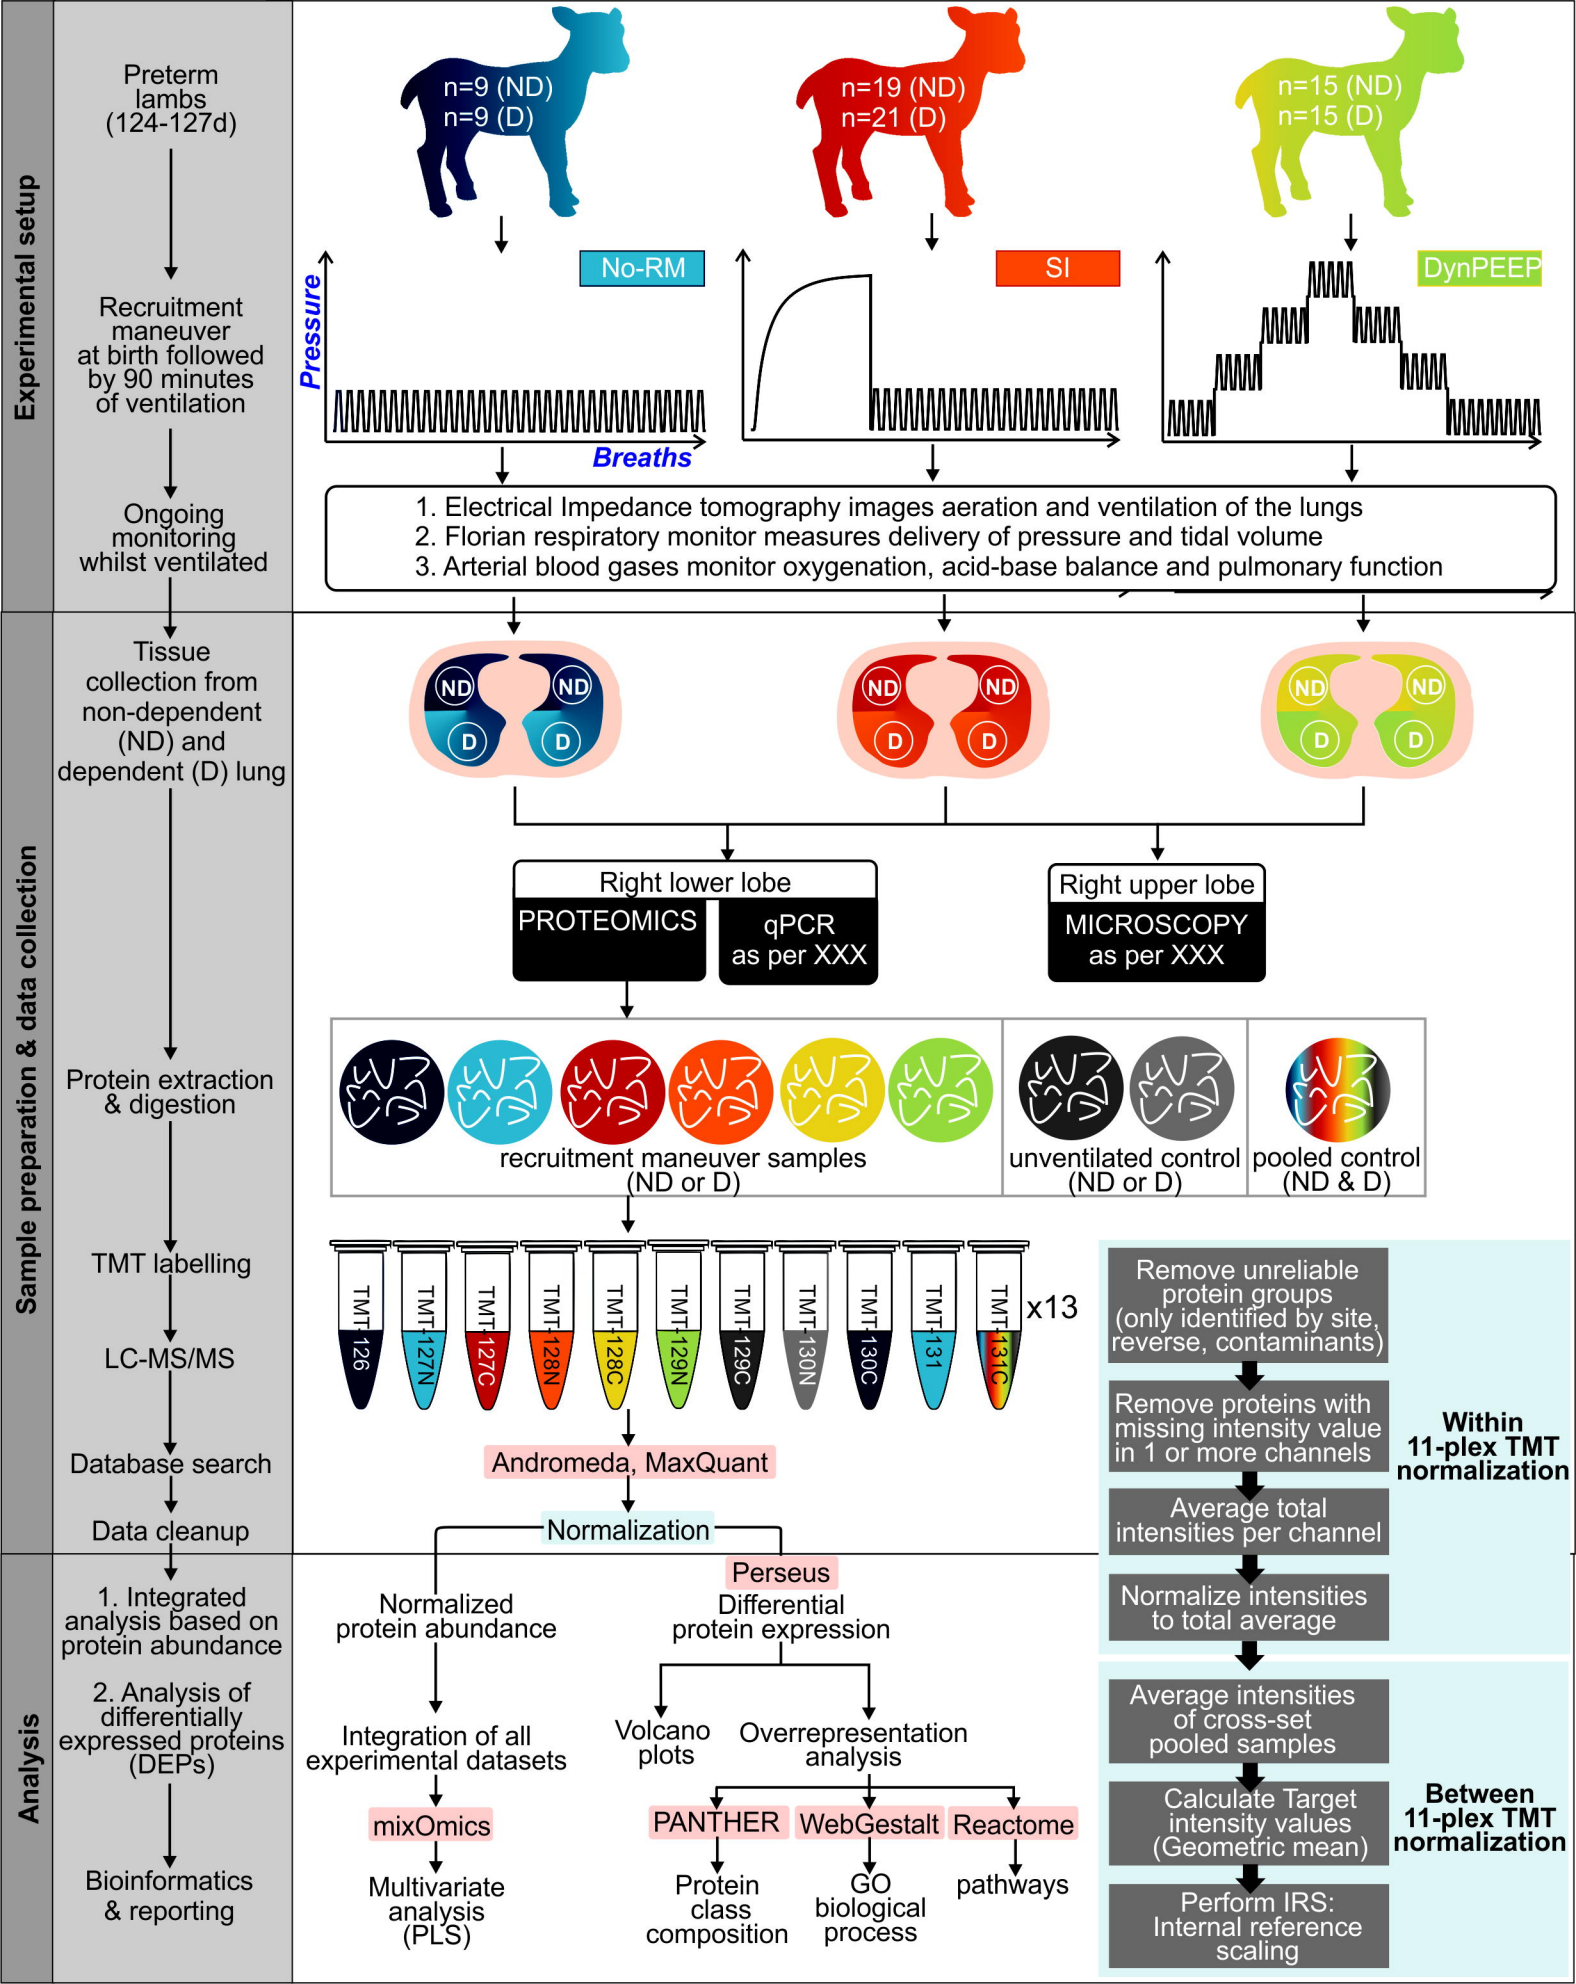 Experimental setup
Preterm
lambs
(124-127d)
Recruitment
maneuver
at birth followed
by 90 minutes
of ventilation
Ongoing
monitoring
whilst ventilated
n=9 (ND)
n=9 (D)
n=19 (ND)
n=21 (D)
n=15 (ND)
n=15 (D)
No-RM
SI
DynPEEP
Pressure
Breaths
1. Electrical Impedance tomography images aeration and ventilation of the lungs
2. Florian respiratory monitor measures delivery of pressure and tidal volume
3. Arterial blood gases monitor oxygenation, acid-base balance and pulmonary function
Sample preparation & data collection
Tissue
collection from
non-dependent
(ND) and
dependent (D) lung
Protein extraction
& digestion
TMT labelling
LC-MS/MS
Database search
Data cleanup
ND
ND
D
D
ND
ND
D
D
ND
ND
D
D
Right lower lobe
PROTEOMICS
qPCR
as per XXX
Right upper lobe
MICROSCOPY
as per XXX
recruitment maneuver samples
(ND or D)
unventilated control
(ND or D)
pooled control
(ND & D)
TMT-126
TMT-127N
TMT-127C
TMT-128N
TMT-128C
TMT-129N
TMT-129C
TMT-130N
TMT-130C
TMT-131
TMT-131C
x13
Andromeda, MaxQuant
Normalization
Analysis
1. Integrated
analysis based on
protein abundance
2. Analysis of
differentially
expressed proteins
(DEPs)
Bioinformatics
& reporting
Normalized
protein abundance
Integration of all
experimental datasets
mixOmics
Multivariate
analysis
(PLS)
Perseus
Differential
protein expression
Volcano
plots
Overrepresentation
analysis
PANTHER
WebGestalt
Reactome
Protein
class
composition
GO
biological
process
pathways
Remove unreliable
protein groups
(only identified by site,
reverse, contaminants)
Remove proteins with
missing intensity value
in 1 or more channels
Average total
intensities per channel
Normalize intensities
to total average
Within
11-plex TMT
normalization
Average intensities
of cross-set
pooled samples
Calculate Target
intensity values
(Geometric mean)
Perform IRS:
Internal reference
scaling
Between
11-plex TMT
normalization